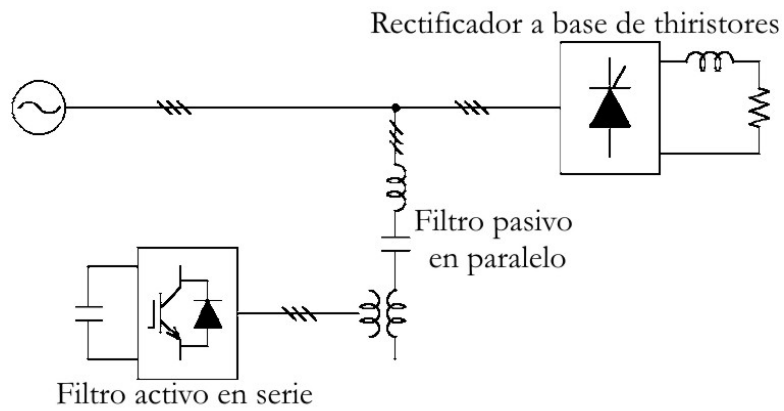 Rectificador a base de thiristores
Filtro pasivo
en paralelo
Filtro activo en serie